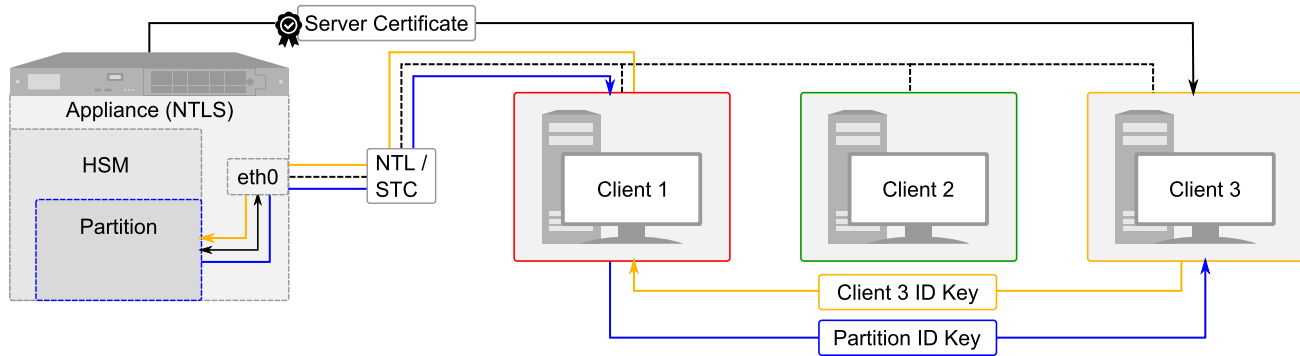 Server Certificate
Appliance (NTLS)
HSM
eth0
NTL /
STC
Partition
Client 1
Client 2
Client 3
Client 3 ID Key
Partition ID Key